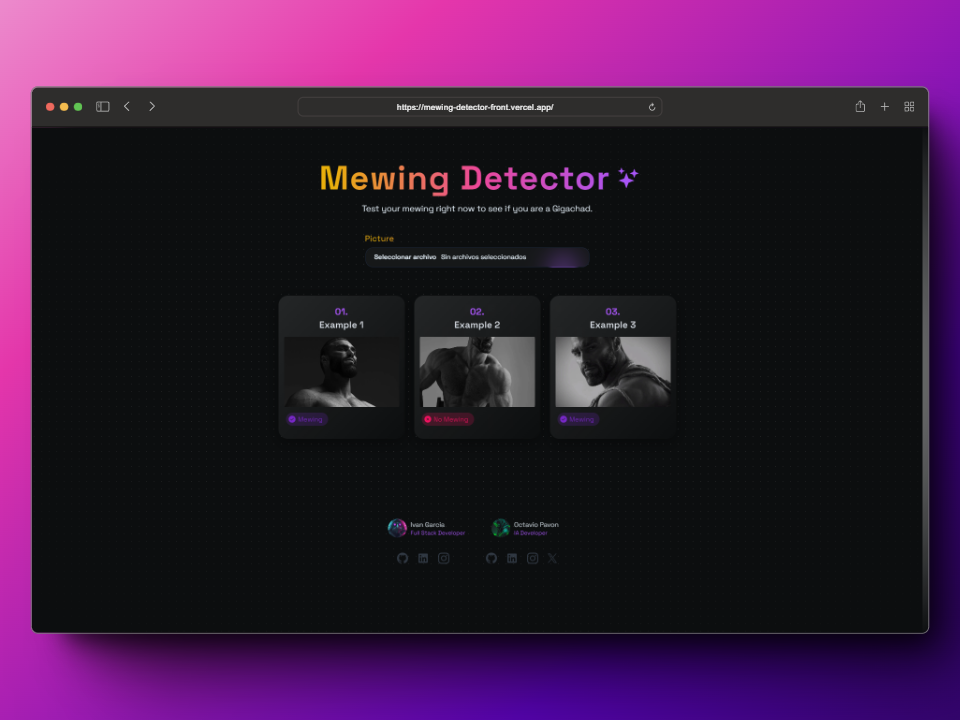 https://mewing-detector-front.vercel.app/
Mewing Detector
Test your mewing right now to see if you are a Gigachad.
Picture
Seleccionar archivo Sin archivos seleccionados
01.
Example 1
Mewing
02.
Example 2
No Mewing
03.
Example 3
Mewing
Ivan Garcia
Full Stack Developer
Octavio Pavon
IA Developer